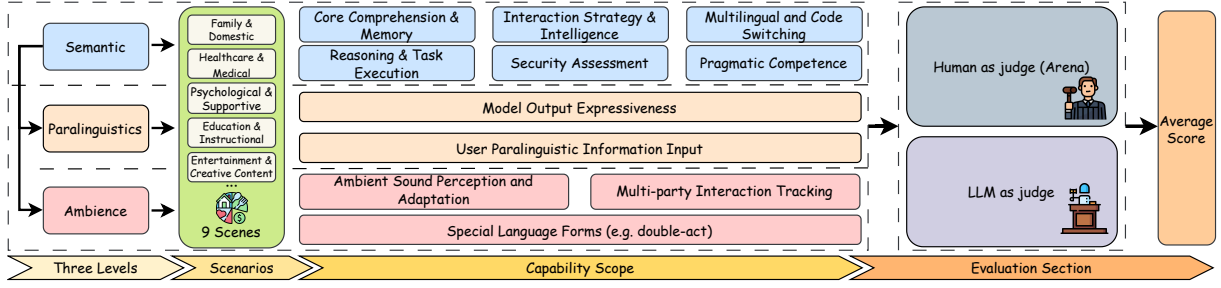 Semantic
Paralinguistics
Ambience
Family &
Domestic
Healthcare &
Medical
Psychological
& Supportive
Education &
Instructional
Entertainment &
Creative Content
...
9 Scenes
Core Comprehension &
Memory
Interaction Strategy &
Intelligence
Multilingual and Code
Switching
Reasoning & Task
Execution
Security Assessment
Pragmatic Competence
Model Output Expressiveness
User Paralinguistic Information Input
Ambient Sound Perception and
Adaptation
Multi-party Interaction Tracking
Special Language Forms (e.g. double-act)
Human as judge (Arena)
LLM as judge
Average
Score
Three Levels
Scenarios
Capability Scope
Evaluation Section